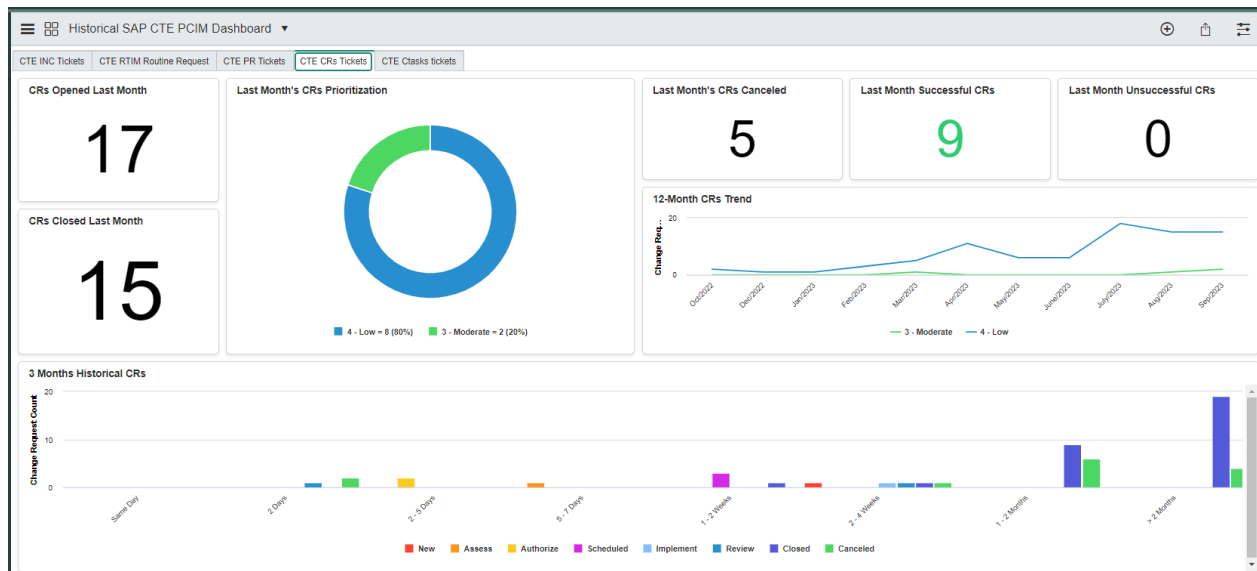 Historical SAP CTE PCIM Dashboard
CTE INC Tickets
CTE RTIM Routine Request
CTE PR Tickets
CTE CRs Tickets
CTE Ctasks tickets
CRs Opened Last Month
17
CRs Closed Last Month
15
Last Month's CRs Prioritization
4 - Low = 8 (80%)
3 - Moderate = 2 (20%)
Last Month's CRs Canceled
5
Last Month Successful CRs
9
Last Month Unsuccessful CRs
0
12-Month CRs Trend
Change Req...
20
0
Oct/2022
Dec/2022
Jan/2023
Feb/2023
Mar/2023
Apr/2023
May/2023
June/2023
July/2023
Aug/2023
Sep/2023
3 - Moderate
4 - Low
3 Months Historical CRs
Change Request Count
20
10
0
Same Day
2 Days
2 - 5 Days
5 - 7 Days
1 - 2 Weeks
2 - 4 Weeks
1 - 2 Months
> 2 Months
New
Assess
Authorize
Scheduled
Implement
Review
Closed
Canceled